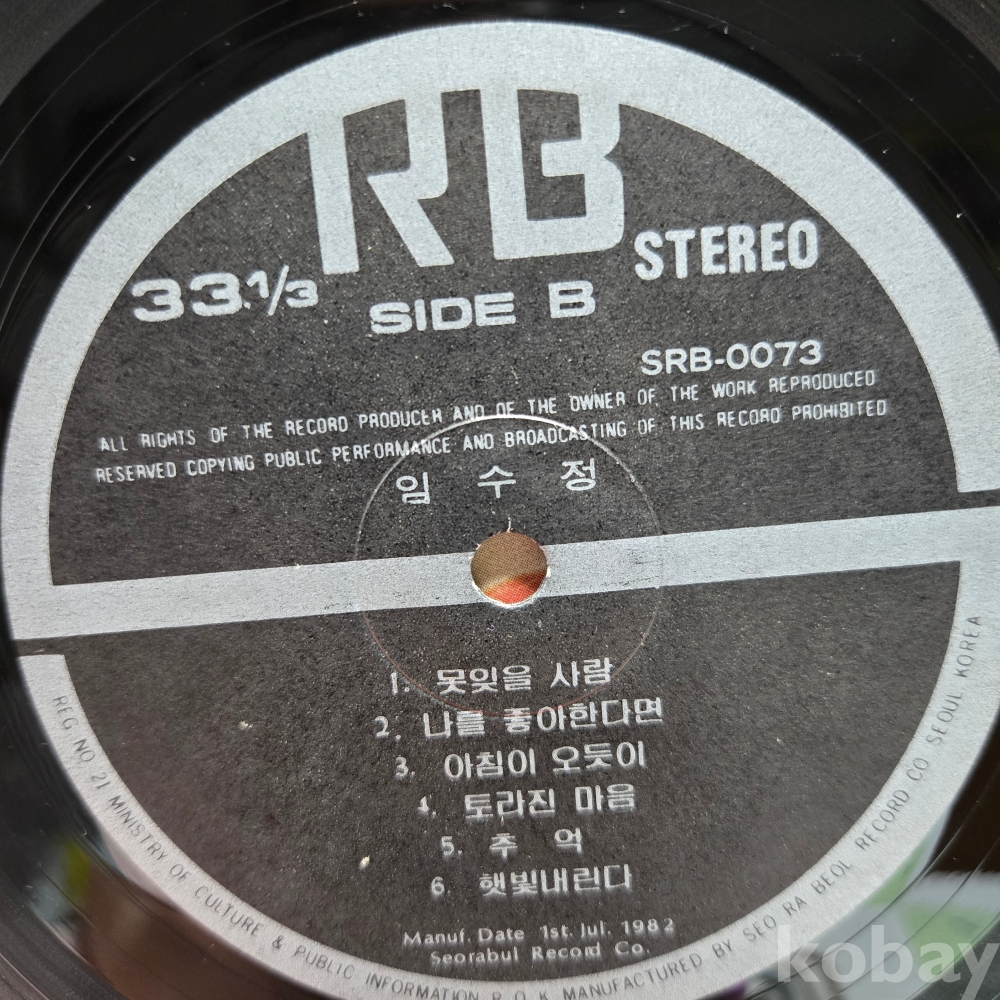 RB
33.⅓
SIDE B
STEREO
SRB-0073
ALL RIGHTS OF THE RECORD PRODUCER AND OF THE OWNER OF THE WORK REPRODUCED
RESERVED COPYING PUBLIC PERFORMANCE AND BROADCASTING OF THIS RECORD PROHIBITED
임 수 정
1. 못잊을 사람
2. 나를 좋아한다면
3. 아침이 오듯이
4. 토라진 마음
5. 추 억
6. 햇빛내린다
Manuf. Date 1st. Jul. 1982
Seorabul Record Co.
REG NO 21 MINISTRY OF CULTURE & PUBLIC INFORMATION R.O.K MANUFACTURED BY SEO RA BEOL RECORD CO SEOUL KOREA
kobay